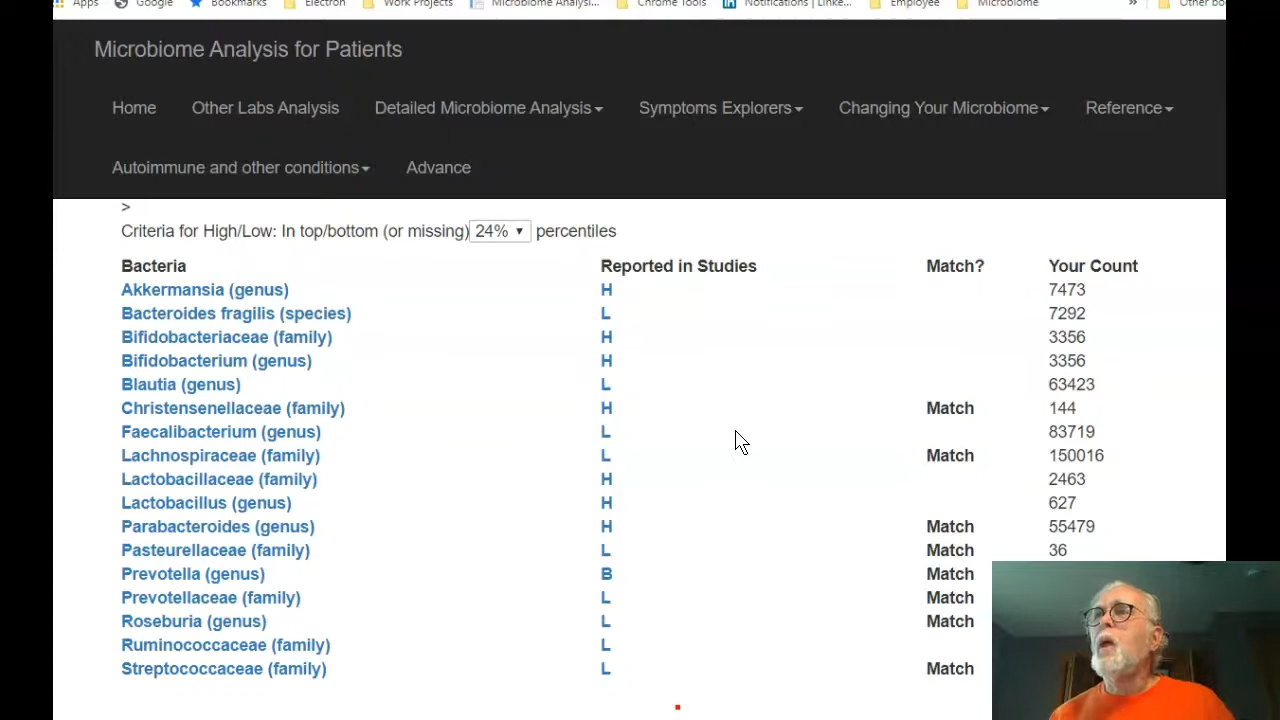 Apps Google Bookmarks Electron Work Projects Microbiome Analysi... Chrome Tools Notifications | Linke... Employee Microbiome » Other bo
Microbiome Analysis for Patients
Home Other Labs Analysis Detailed Microbiome Analysis Symptoms Explorers Changing Your Microbiome Reference
Autoimmune and other conditions Advance
>
Criteria for High/Low: In top/bottom (or missing) 24% percentiles
Bacteria Reported in Studies Match? Your Count
Akkermansia (genus) H 7473
Bacteroides fragilis (species) L 7292
Bifidobacteriaceae (family) H 3356
Bifidobacterium (genus) H 3356
Blautia (genus) L 63423
Christensenellaceae (family) H Match 144
Faecalibacterium (genus) L 83719
Lachnospiraceae (family) L Match 150016
Lactobacillaceae (family) H 2463
Lactobacillus (genus) H 627
Parabacteroides (genus) H Match 55479
Pasteurellaceae (family) L Match 36
Prevotella (genus) B Match
Prevotellaceae (family) L Match
Roseburia (genus) L Match
Ruminococcaceae (family) L
Streptococcaceae (family) L Match